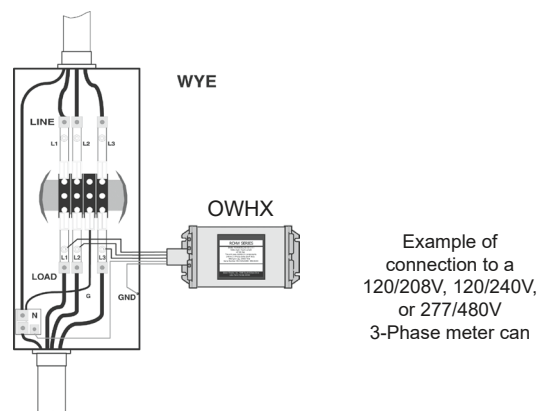 WYE
LINE
L1
L2
L3
OWHX
L1
L2
L3
LOAD
G
GND
N
Example of
connection to a
120/208V, 120/240V,
or 277/480V
3-Phase meter can